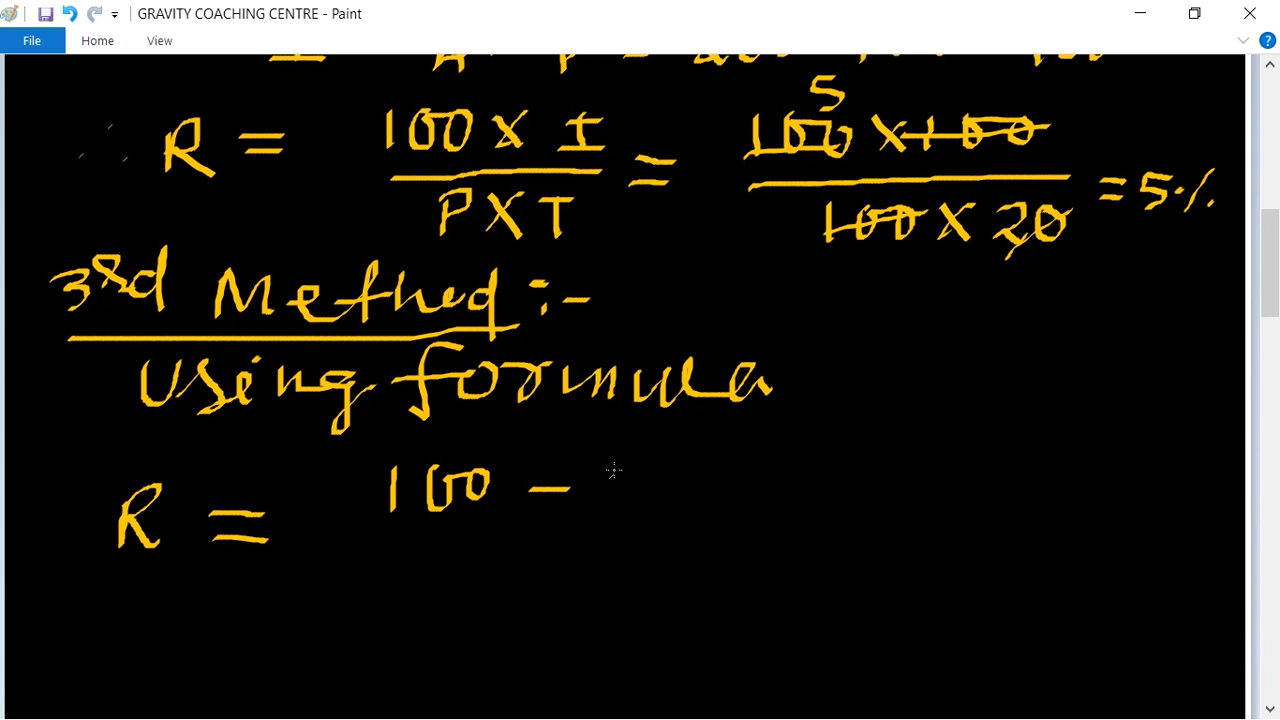 GRAVITY COACHING CENTRE - Paint
File Home View
R = 100 X I / P X T = 100 X 100 / 100 X 20 = 5%
5
3rd Method :-
Using formula
R = 100 -